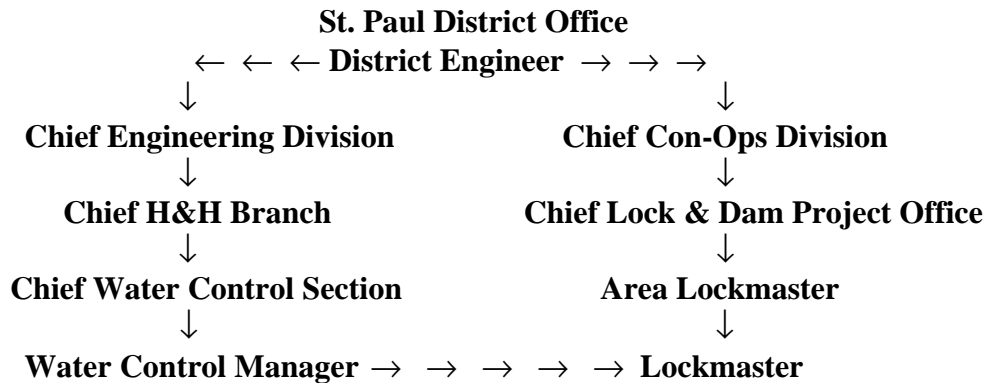 St. Paul District Office
← ← ← District Engineer → → →
↓ ↓
Chief Engineering Division Chief Con-Ops Division
↓ ↓
Chief H&H Branch Chief Lock & Dam Project Office
↓ ↓
Chief Water Control Section Area Lockmaster
↓ ↓
Water Control Manager → → → → → Lockmaster